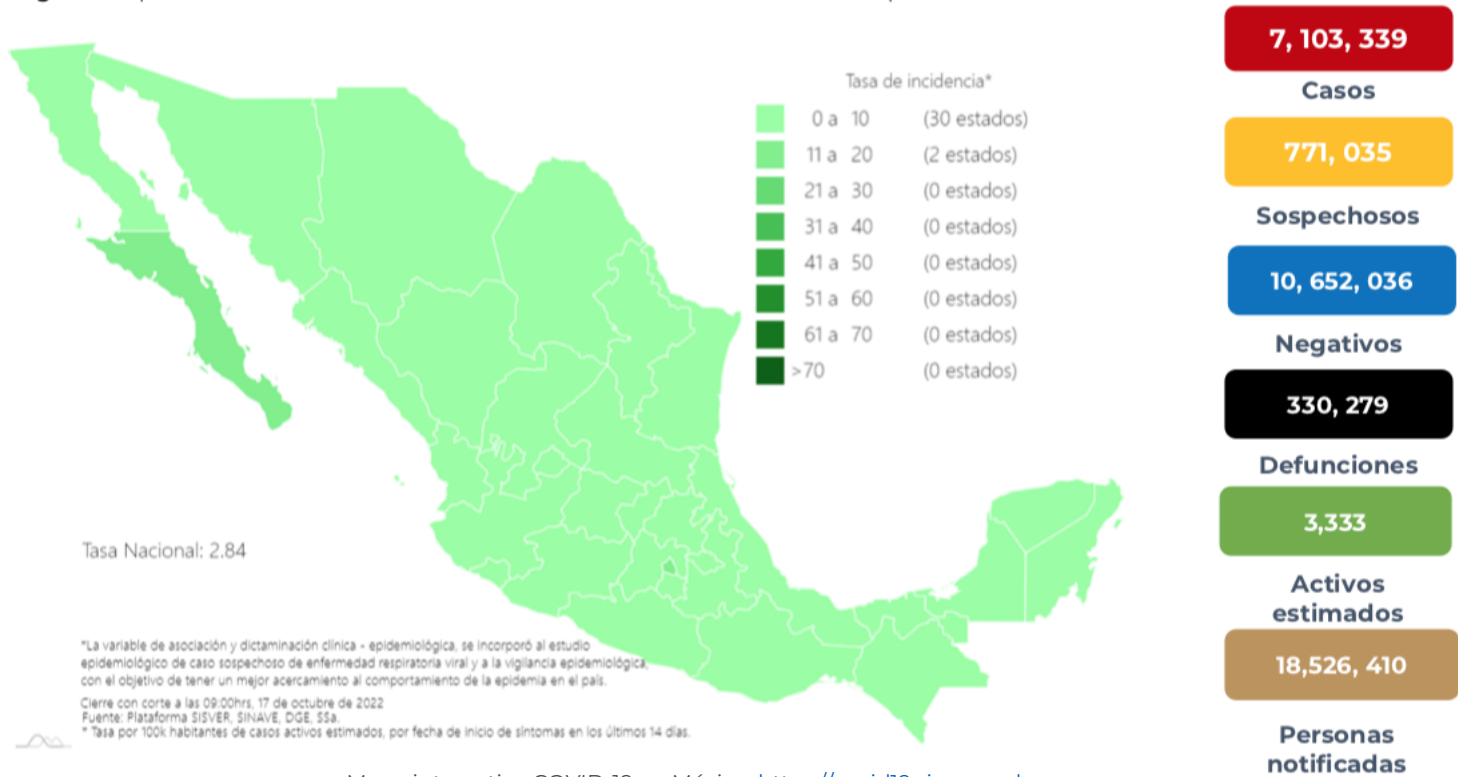 Tasa de incidencia*
0 a 10 (30 estados)
11 a 20 (2 estados)
21 a 30 (0 estados)
31 a 40 (0 estados)
41 a 50 (0 estados)
51 a 60 (0 estados)
61 a 70 (0 estados)
>70 (0 estados)
Tasa Nacional: 2.84
*La variable de asociación y dictaminación clínica - epidemiológica, se incorporó al estudio
epidemiológico de caso sospechoso de enfermedad respiratoria viral y a la vigilancia epidemiológica,
con el objetivo de tener un mejor acercamiento al comportamiento de la epidemia en el país.
Cierre con corte a las 09:00hrs, 17 de octubre de 2022
Fuente: Plataforma SISVER, SINAVE, DGE, SSa.
* Tasa por 100k habitantes de casos activos estimados, por fecha de inicio de síntomas en los últimos 14 días.
7, 103, 339
Casos
771, 035
Sospechosos
10, 652, 036
Negativos
330, 279
Defunciones
3,333
Activos
estimados
18,526, 410
Personas
notificadas